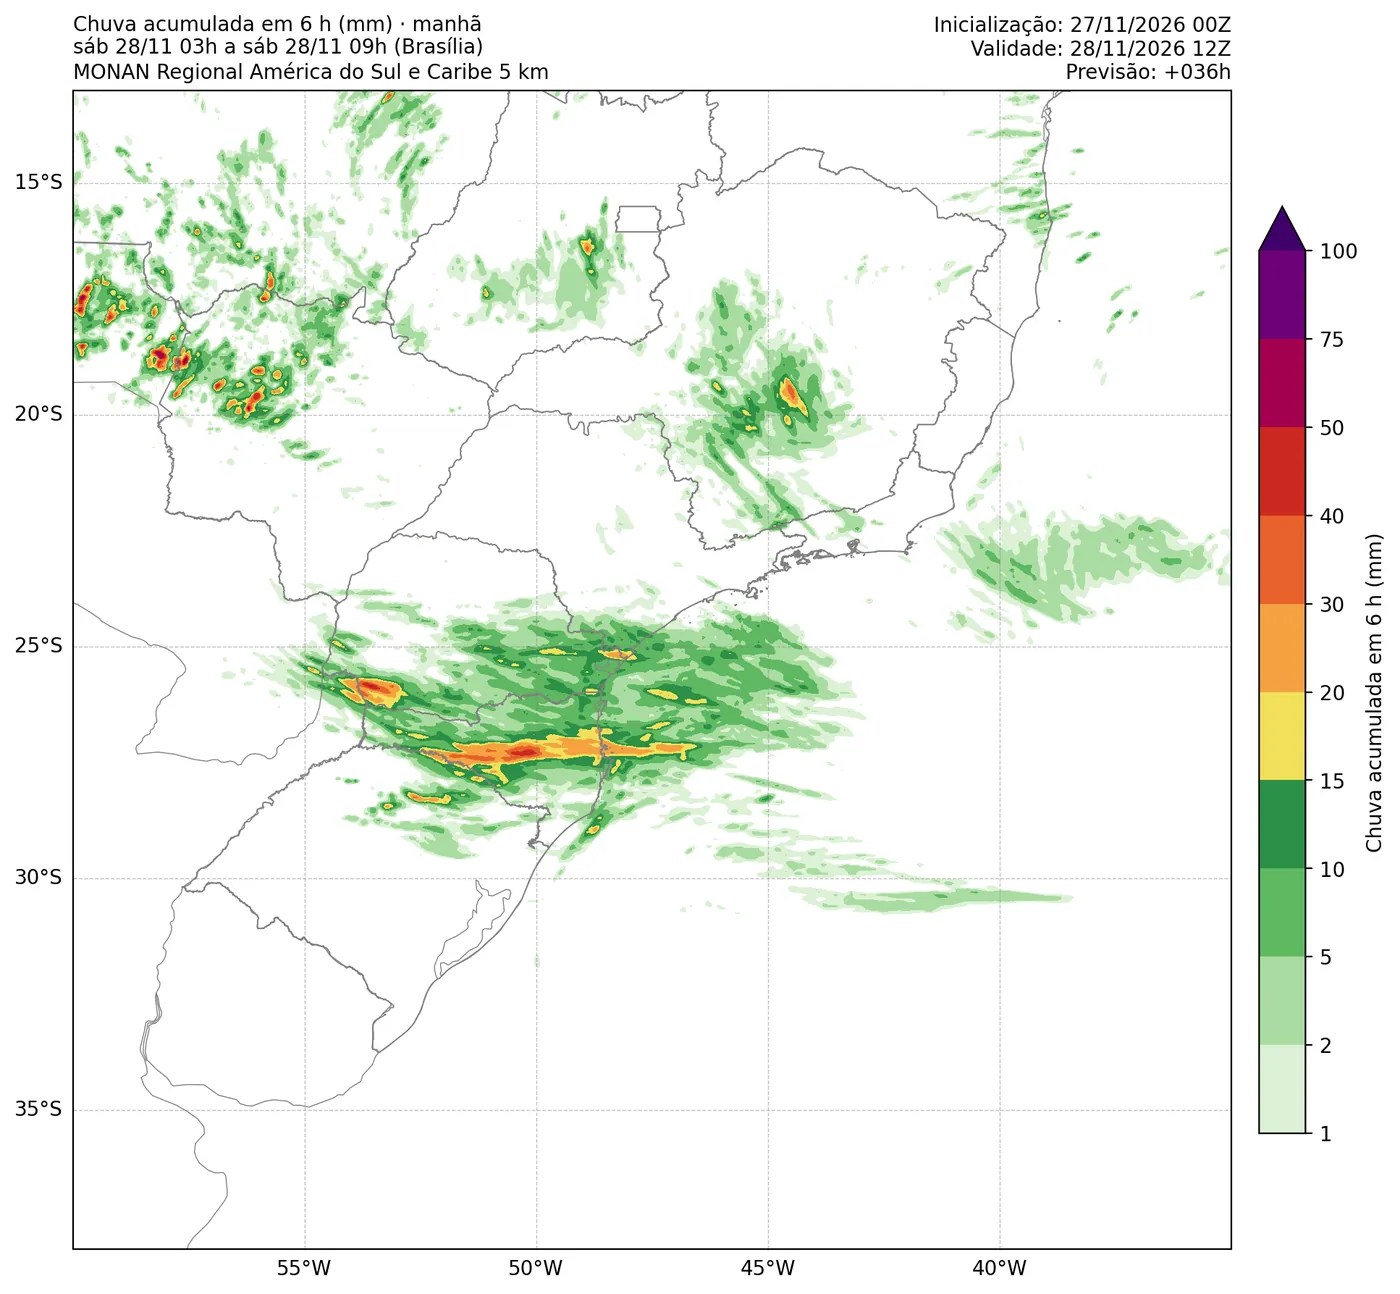 Chuva acumulada em 6 h (mm) · manhã
sáb 28/11 03h a sáb 28/11 09h (Brasília)
MONAN Regional América do Sul e Caribe 5 km
Inicialização: 27/11/2026 00Z
Validade: 28/11/2026 12Z
Previsão: +036h
15°S
20°S
25°S
30°S
35°S
55°W
50°W
45°W
40°W
100
75
50
40
30
20
15
10
5
2
1
Chuva acumulada em 6 h (mm)